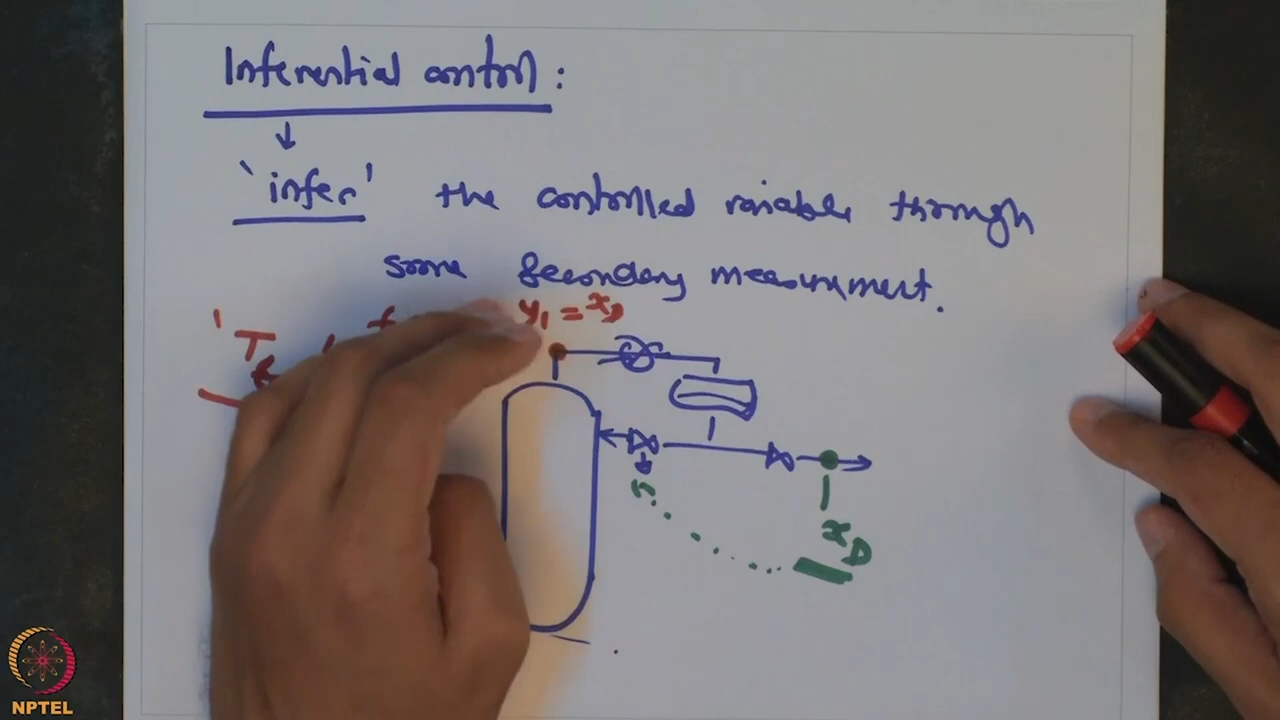 Inferential control :
'infer' the controlled variable through
some secondary measurement.
y1 = xD
T
xD
NPTEL